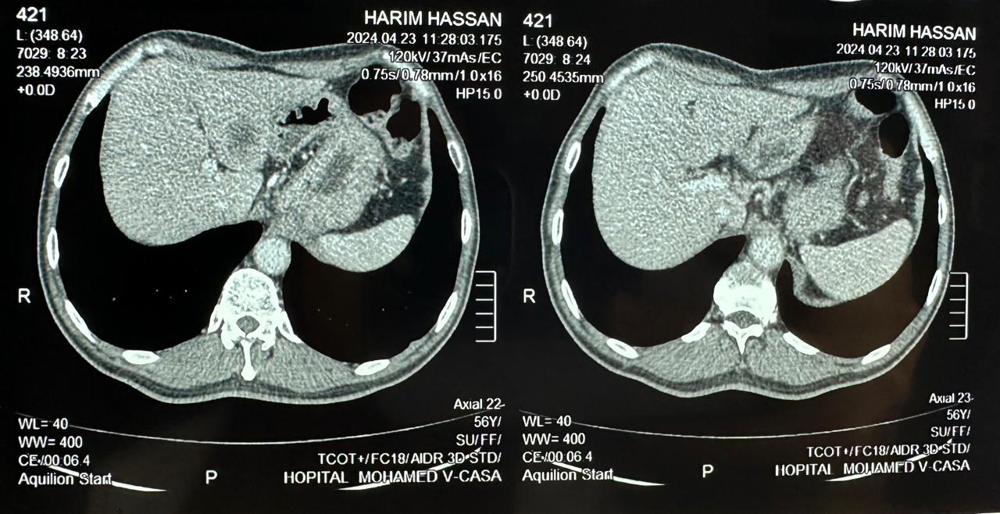 421
L: (348.64)
7029: 8:23
238.4936mm
+0.0D
HARIM HASSAN
2024.04.23 11:28:03.175
120kV/37mAs/EC
0.75s/0.78mm/1.0x16
HP15.0
R
WL= 40
WW= 400
CE/00:06.4
Aquilion Start
P
Axial.22
56Y/
SU/FF/
TCOT+/FC18/AIDR 3D STD/
HOPITAL MOHAMED V-CASA
421
L: (348.64)
7029: 8:24
250.4535mm
+0.0D
HARIM HASSAN
2024.04.23 11:28:03.175
120kV/37mAs/EC
0.75s/0.78mm/1.0x16
HP15.0
R
WL= 40
WW= 400
CE/00:06.4
Aquilion Start
P
Axial.23
56Y/
SU/FF/
TCOT+/FC18/AIDR 3D STD/
HOPITAL MOHAMED V-CASA